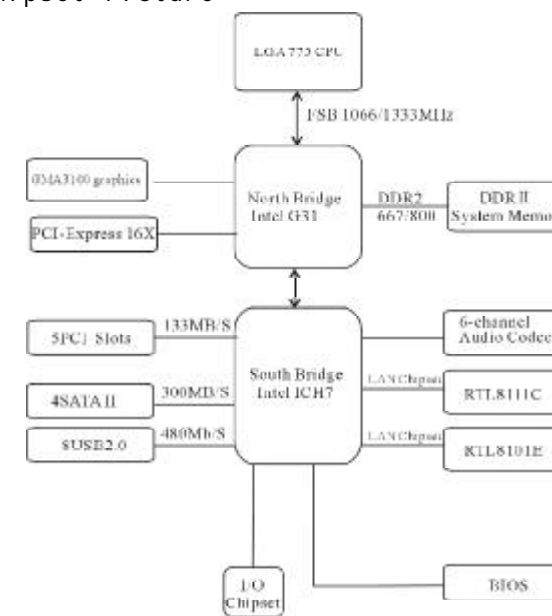 LGA 775 CPU
FSB 1066/1333MHz
GMA3100 graphics
North Bridge
Intel G31
DDR2
667/800
DDR II
System Memo
PCI-Express 16X
5PCI Slots
133MB/S
6-channel
Audio Codec
South Bridge
Intel ICH7
4SATA II
300MB/S
LAN Chipset
RTL8111C
8USB2.0
480Mb/S
LAN Chipset
RTL8101E
I/O
Chipset
BIOS